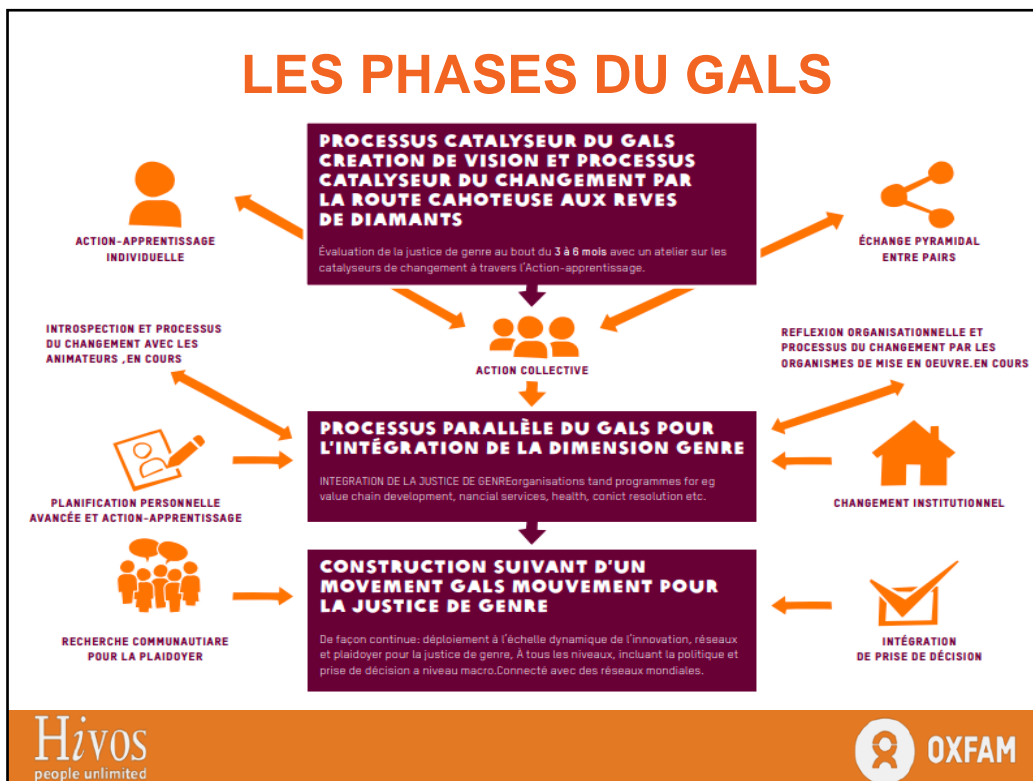 LES PHASES DU GALS
PROCESSUS CATALYSEUR DU GALS
CREATION DE VISION ET PROCESSUS
CATALYSEUR DU CHANGEMENT PAR
LA ROUTE CAHOTEUSE AUX REVES
DE DIAMANTS
Évaluation de la justice de genre au bout du 3 à 6 mois avec un atelier sur les
catalyseurs de changement à travers l'Action-apprentissage.
ACTION-APPRENTISSAGE
INDIVIDUELLE
ÉCHANGE PYRAMIDAL
ENTRE PAIRS
INTROSPECTION ET PROCESSUS
DU CHANGEMENT AVEC LES
ANIMATEURS ,EN COURS
ACTION COLLECTIVE
REFLEXION ORGANISATIONNELLE ET
PROCESSUS DU CHANGEMENT PAR LES
ORGANISMES DE MISE EN OEUVRE.EN COURS
PROCESSUS PARALLÈLE DU GALS POUR
L'INTÉGRATION DE LA DIMENSION GENRE
INTEGRATION DE LA JUSTICE DE GENREorganisations tand programmes for eg
value chain development, nancial services, health, conict resolution etc.
PLANIFICATION PERSONNELLE
AVANCÉE ET ACTION-APPRENTISSAGE
CHANGEMENT INSTITUTIONNEL
CONSTRUCTION SUIVANT D'UN
MOVEMENT GALS MOUVEMENT POUR
LA JUSTICE DE GENRE
De façon continue: déploiement à l'échelle dynamique de l'innovation, réseaux
et plaidoyer pour la justice de genre, À tous les niveaux, incluant la politique et
prise de décision a niveau macro.Connecté avec des réseaux mondiales.
RECHERCHE COMMUNAUTIARE
POUR LA PLAIDOYER
INTÉGRATION
DE PRISE DE DÉCISION
Hivos
people unlimited
OXFAM